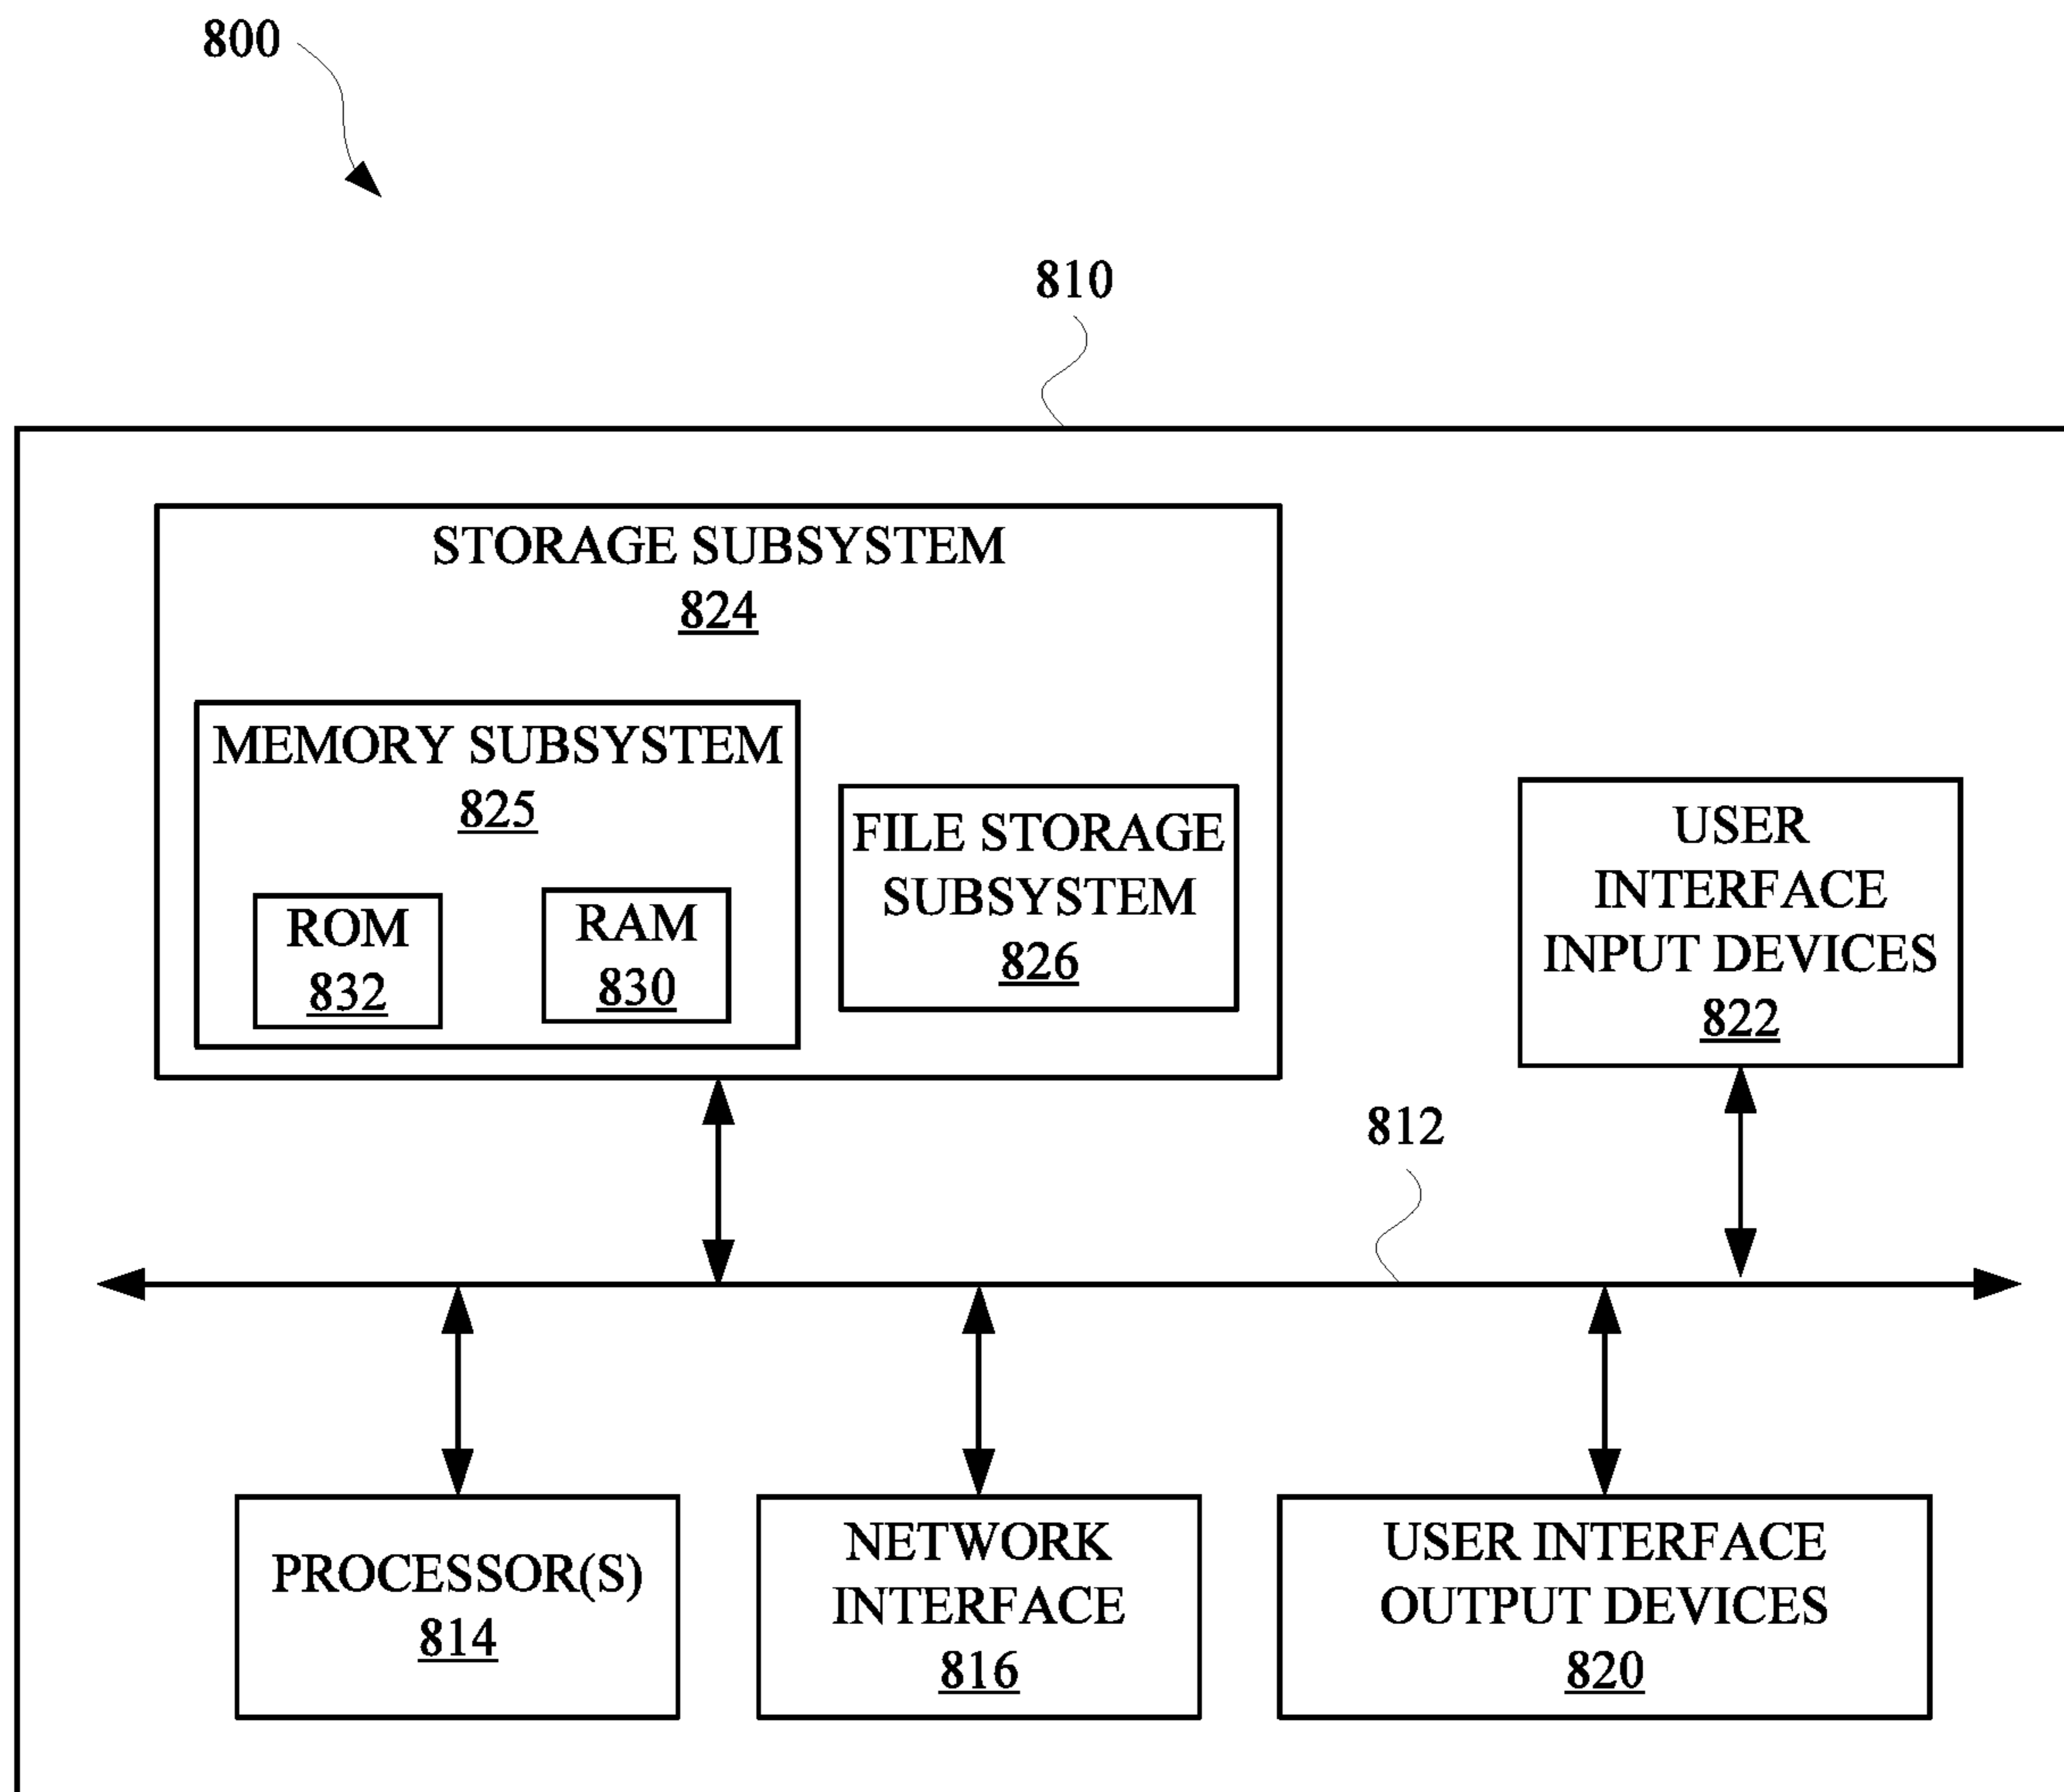 800
810
STORAGE SUBSYSTEM
824
MEMORY SUBSYSTEM
825
ROM
832
RAM
830
FILE STORAGE
SUBSYSTEM
826
USER
INTERFACE
INPUT DEVICES
822
812
PROCESSOR(S)
814
NETWORK
INTERFACE
816
USER INTERFACE
OUTPUT DEVICES
820